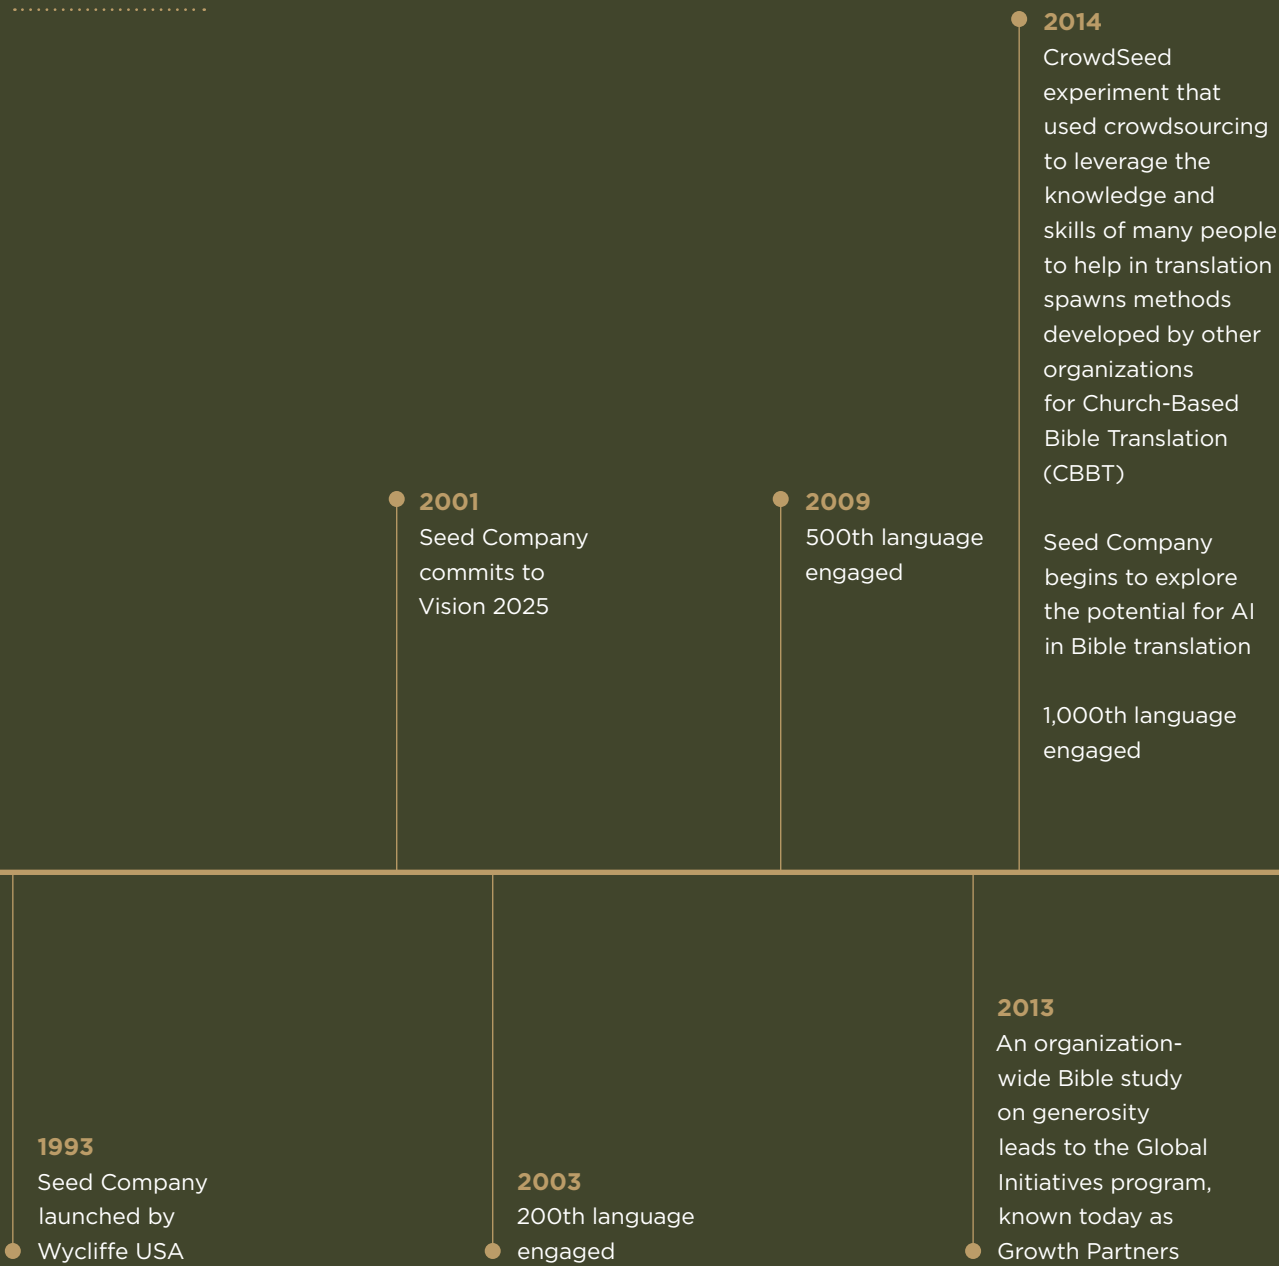 2014
CrowdSeed
experiment that
used crowdsourcing
to leverage the
knowledge and
skills of many people
to help in translation
spawns methods
developed by other
organizations
for Church-Based
Bible Translation
(CBBT)
Seed Company
begins to explore
the potential for AI
in Bible translation
1,000th language
engaged
2001
Seed Company
commits to
Vision 2025
2009
500th language
engaged
1993
Seed Company
launched by
Wycliffe USA
2003
200th language
engaged
2013
An organization-
wide Bible study
on generosity
leads to the Global
Initiatives program,
known today as
Growth Partners